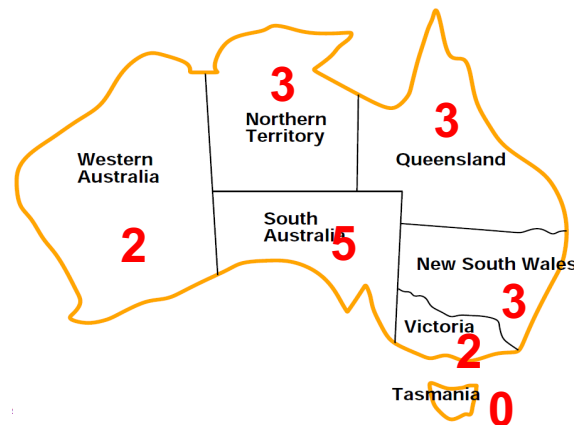 3
Northern
Territory
3
Queensland
Western
Australia
2
South
Australia
5
New South Wales
3
Victoria
2
Tasmania
0